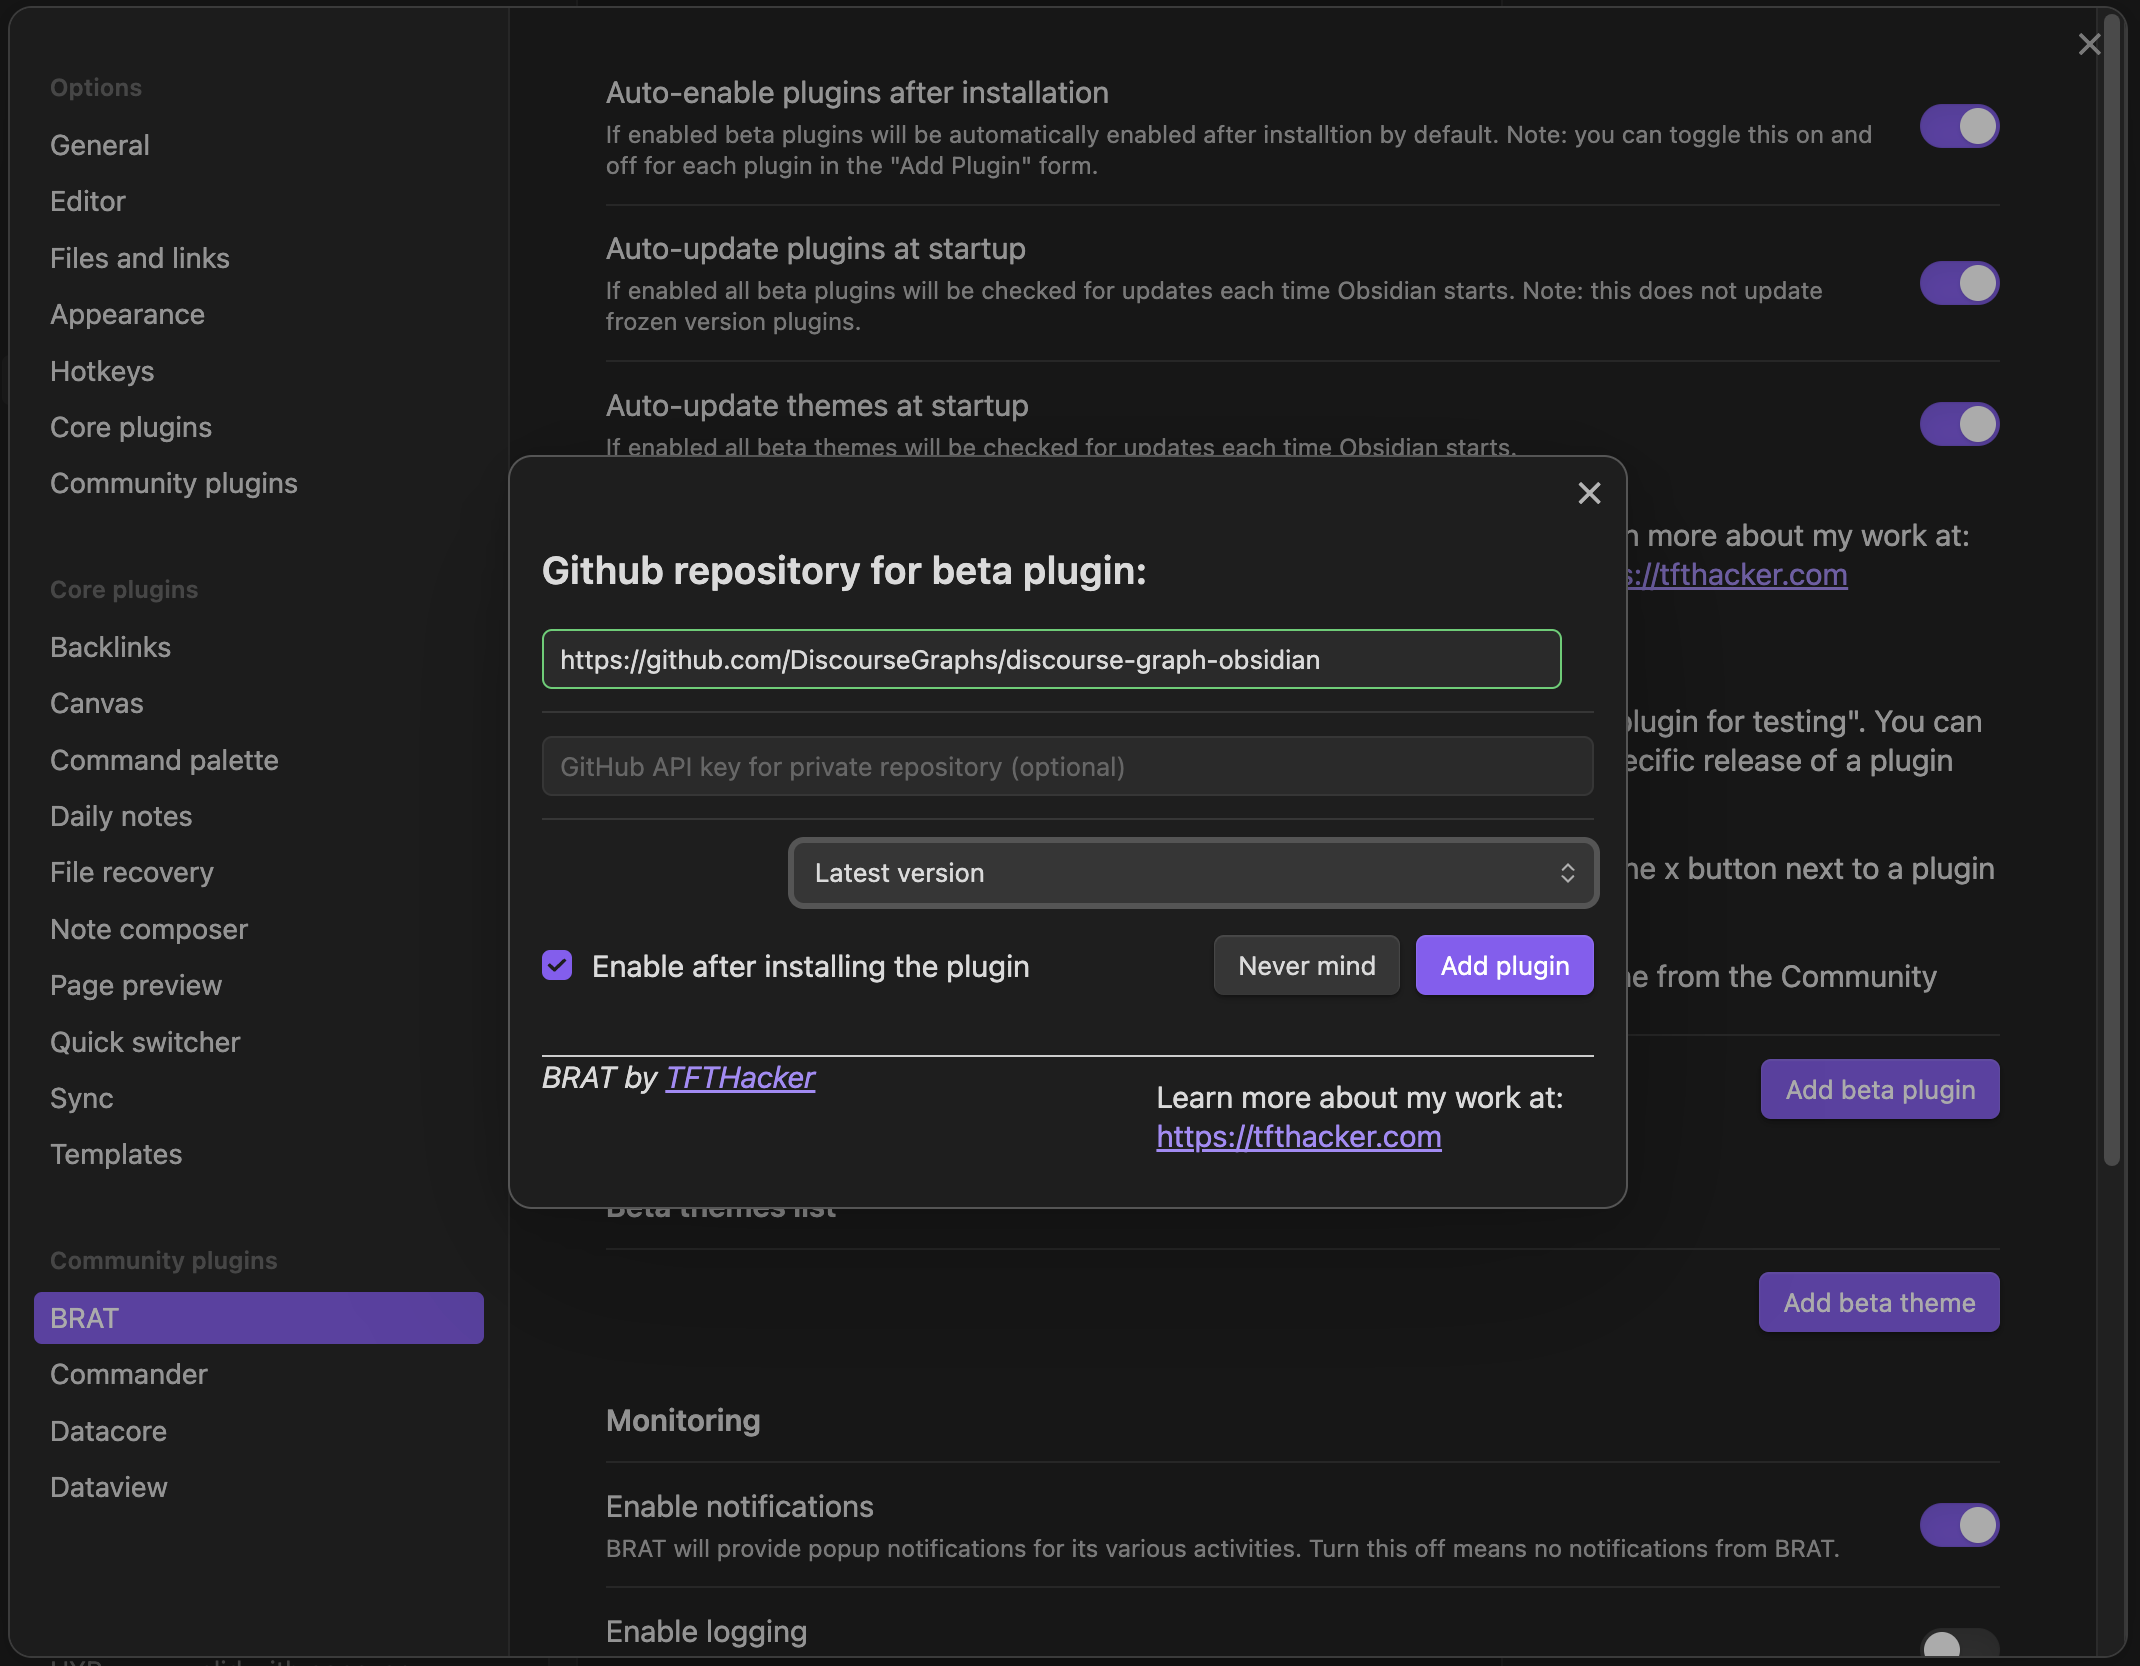 Options
General
Editor
Files and links
Appearance
Hotkeys
Core plugins
Community plugins
Core plugins
Backlinks
Canvas
Command palette
Daily notes
File recovery
Note composer
Page preview
Quick switcher
Sync
Templates
Community plugins
BRAT
Commander
Datacore
Dataview
Auto-enable plugins after installation
If enabled beta plugins will be automatically enabled after installtion by default. Note: you can toggle this on and
off for each plugin in the "Add Plugin" form.
Auto-update plugins at startup
If enabled all beta plugins will be checked for updates each time Obsidian starts. Note: this does not update
frozen version plugins.
Auto-update themes at startup
If enabled all beta themes will be checked for updates each time Obsidian starts.
more about my work at:
://tfthacker.com
plugin for testing". You can
ecific release of a plugin
x button next to a plugin
from the Community
Add beta plugin
Github repository for beta plugin:
https://github.com/DiscourseGraphs/discourse-graph-obsidian
GitHub API key for private repository (optional)
Latest version
Enable after installing the plugin
Never mind
Add plugin
BRAT by TFTHacker
Learn more about my work at:
https://tfthacker.com
Beta themes list
Add beta theme
Monitoring
Enable notifications
BRAT will provide popup notifications for its various activities. Turn this off means no notifications from BRAT.
Enable logging